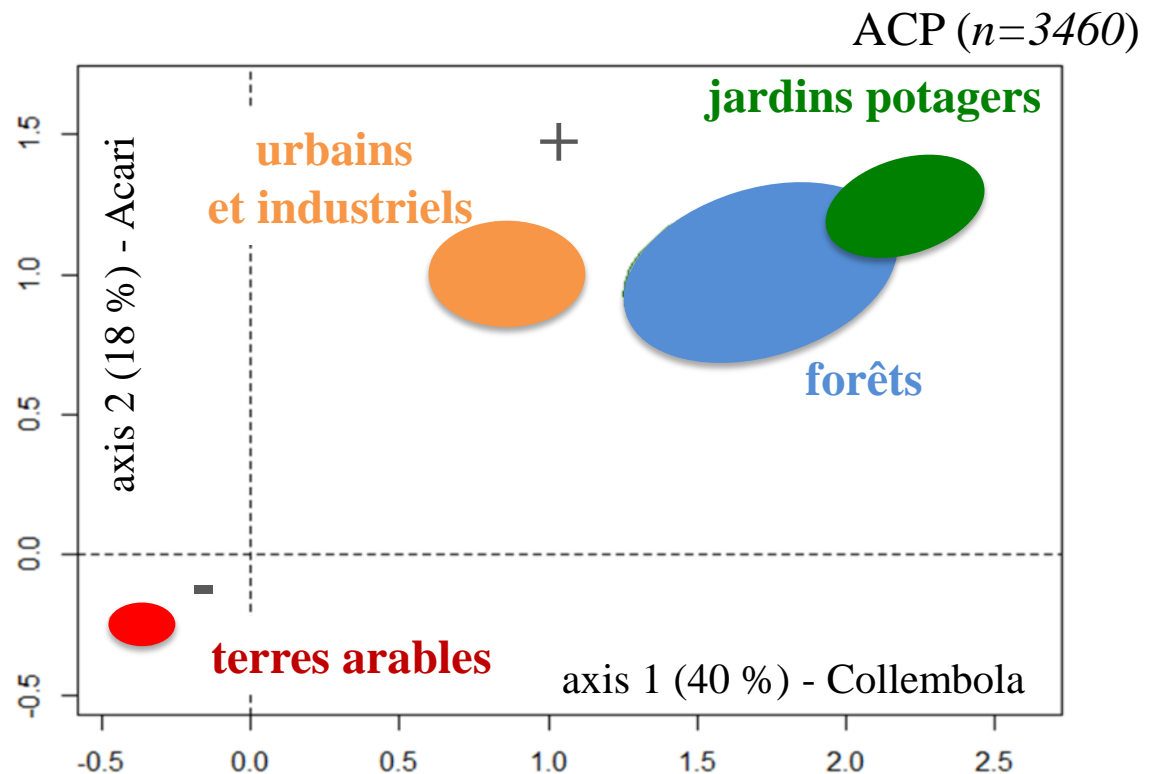 ACP (n=3460)
jardins potagers
+
urbains
et industriels
forêts
-
terres arables
axis 2 (18 %) - Acari
axis 1 (40 %) - Collembola
1.5
1.0
0.5
0.0
-0.5
-0.5
0.0
0.5
1.0
1.5
2.0
2.5